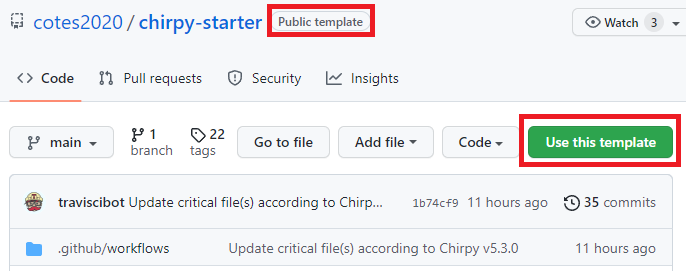 cotes2020 / chirpy-starter Public template Watch 3
Code Pull requests Security Insights
main 1 branch 22 tags Go to file Add file Code Use this template
traviscibot Update critical file(s) according to Chirp... 1b74cf9 11 hours ago 35 commits
.github/workflows Update critical file(s) according to Chirpy v5.3.0 11 hours ago